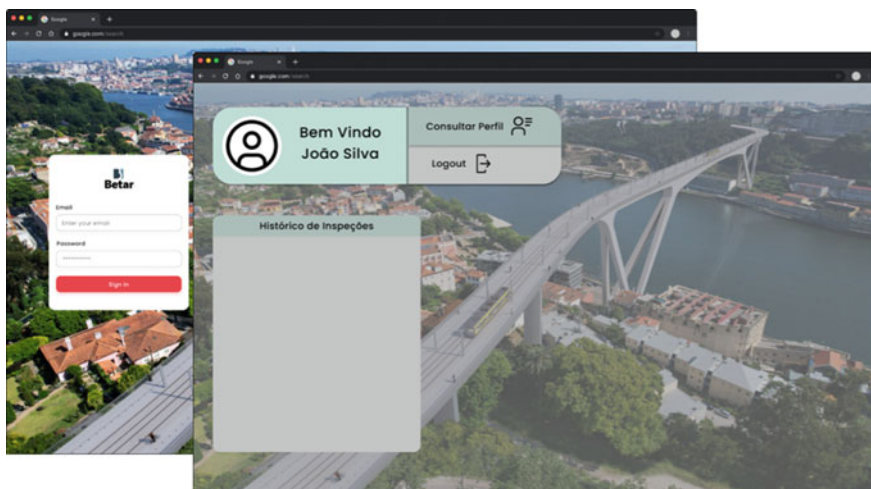 Google
google.com/search
Betar
Email
Enter your email
Password
Sign in
Google
google.com/search
Bem Vindo
João Silva
Consultar Perfil
Logout
Histórico de Inspeções